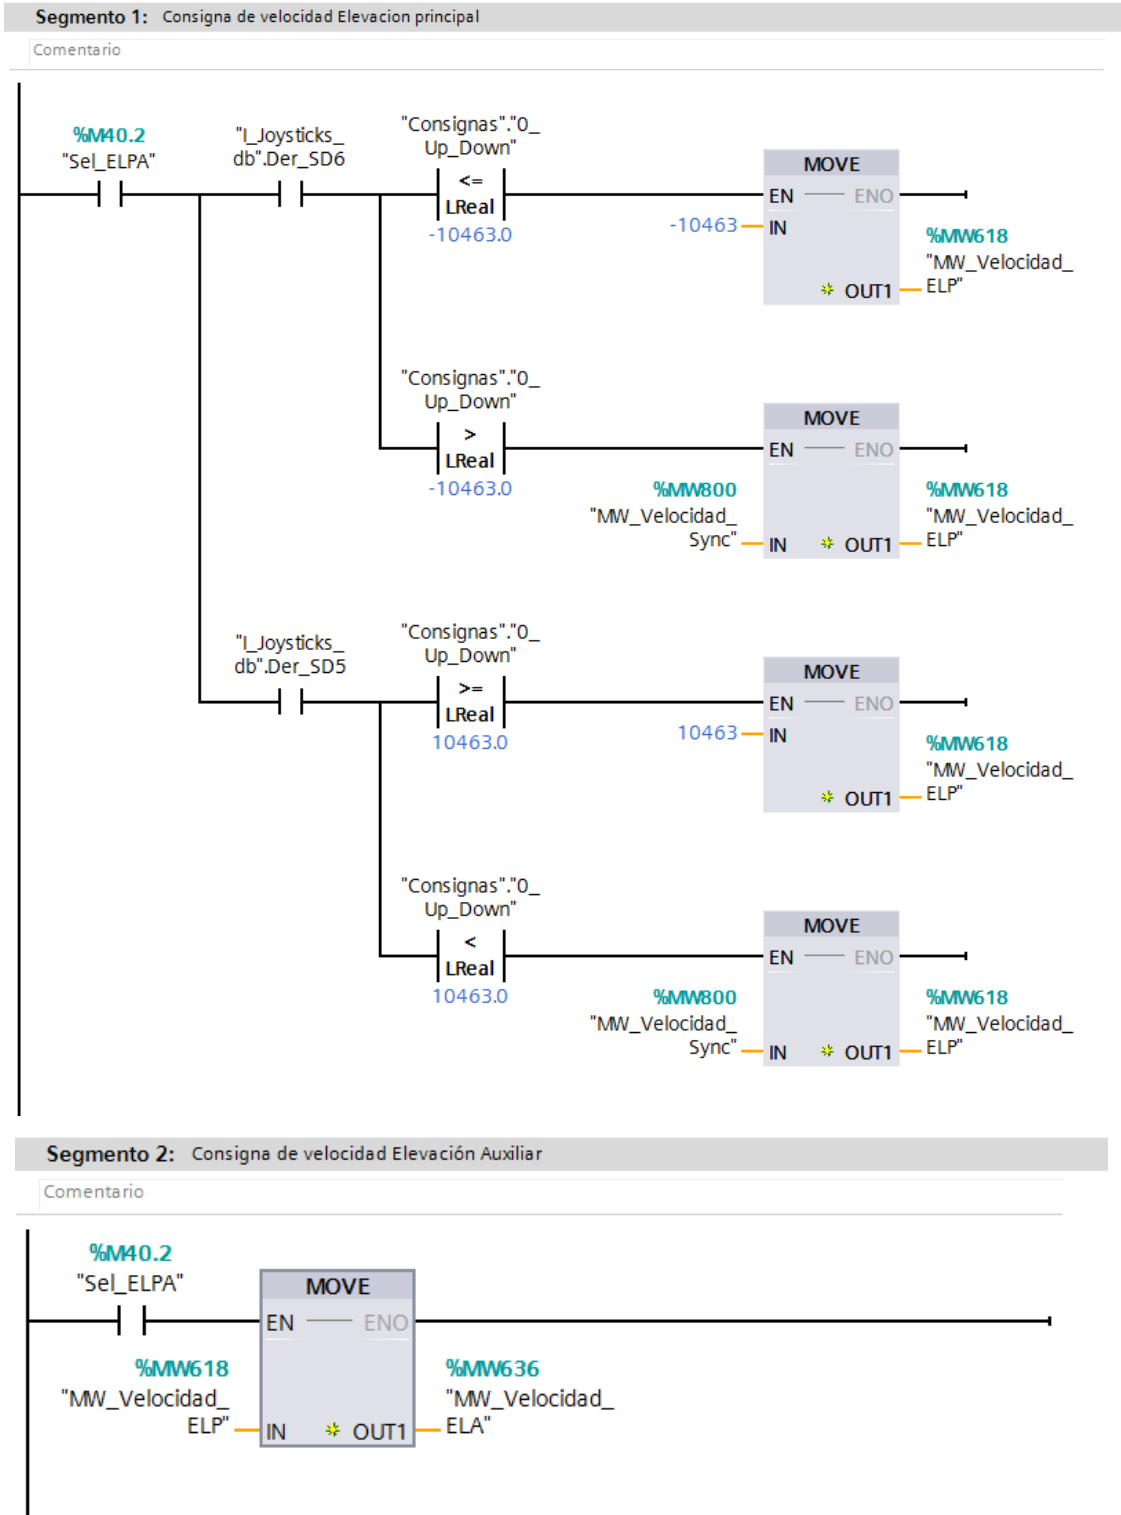 Segmento 1: Consigna de velocidad Elevacion principal
Comentario
%M40.2
"Sel_ELPA"
"I_Joysticks_
db".Der_SD6
"Consignas"."0_
Up_Down"
<=
LReal
-10463.0
MOVE
EN ENO
-10463 IN
%MW618
"MW_Velocidad_
ELP"
OUT1
"Consignas"."0_
Up_Down"
>
LReal
-10463.0
MOVE
EN ENO
%MW800
"MW_Velocidad_
Sync"
IN OUT1
%MW618
"MW_Velocidad_
ELP"
"I_Joysticks_
db".Der_SD5
"Consignas"."0_
Up_Down"
>=
LReal
10463.0
MOVE
EN ENO
10463 IN
%MW618
"MW_Velocidad_
ELP"
OUT1
"Consignas"."0_
Up_Down"
<
LReal
10463.0
MOVE
EN ENO
%MW800
"MW_Velocidad_
Sync"
IN OUT1
%MW618
"MW_Velocidad_
ELP"
Segmento 2: Consigna de velocidad Elevación Auxiliar
Comentario
%M40.2
"Sel_ELPA"
MOVE
EN ENO
%MW618
"MW_Velocidad_
ELP"
IN OUT1
%MW636
"MW_Velocidad_
ELA"